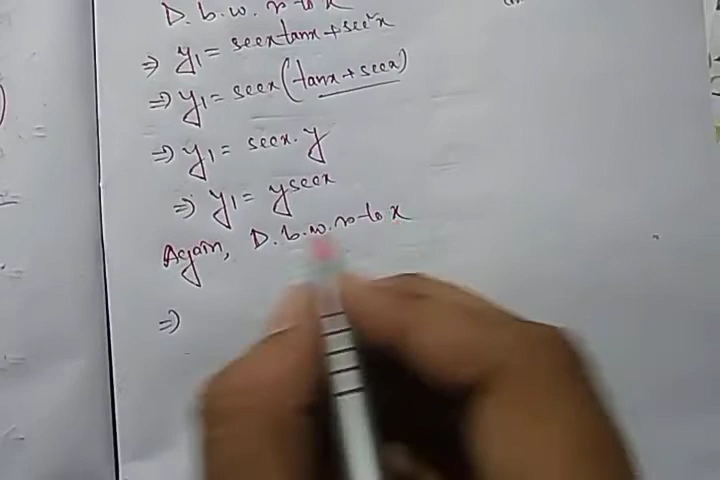 D. b. w. r. to x
⇒ y₁ = secx tanx + sec²x
⇒ y₁ = secx (tanx + secx)
⇒ y₁ = secx. y
⇒ y₁ = y secx
Again, D. b. w. r. to x
⇒